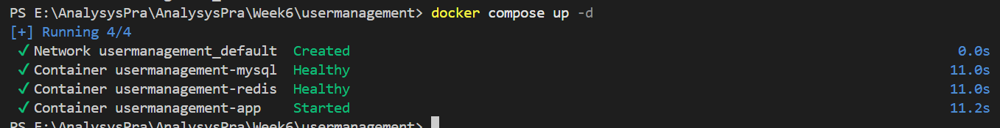 PS E:\AnalysysPra\AnalysysPra\Week6\usermanagement> docker compose up -d
[+] Running 4/4
✓ Network usermanagement_default Created 0.0s
✓ Container usermanagement-mysql Healthy 11.0s
✓ Container usermanagement-redis Healthy 11.0s
✓ Container usermanagement-app Started 11.2s
PS E:\AnalysysPra\AnalysysPra\Week6\usermanagement>